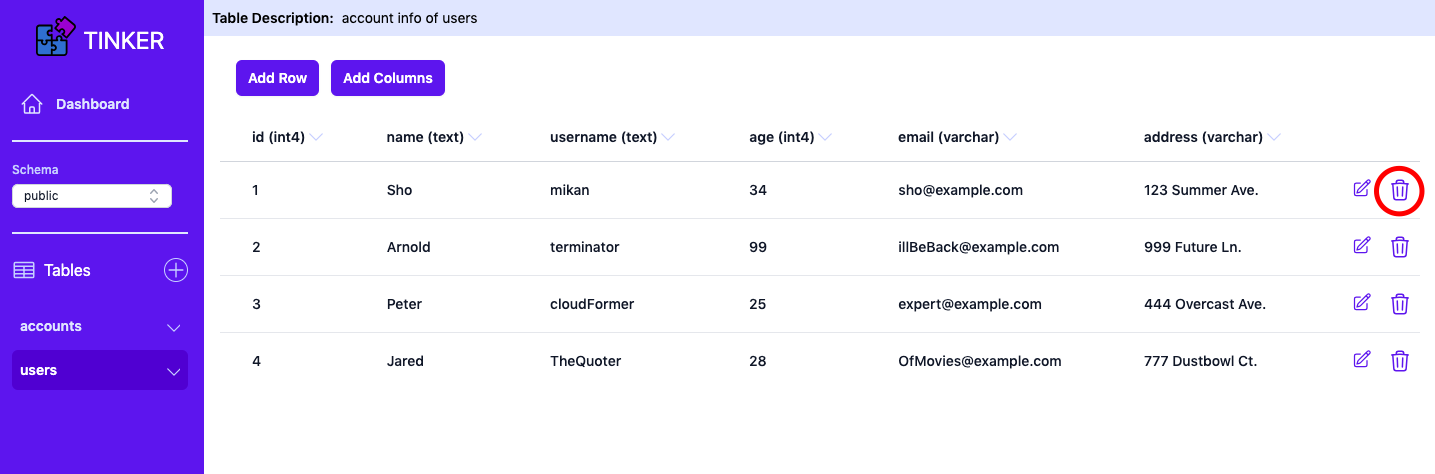 Table Description: account info of users
TINKER
Add Row Add Columns
Dashboard
id (int4) name (text) username (text) age (int4) email (varchar) address (varchar)
Schema
public
1 Sho mikan 34 sho@example.com 123 Summer Ave.
2 Arnold terminator 99 illBeBack@example.com 999 Future Ln.
Tables
3 Peter cloudFormer 25 expert@example.com 444 Overcast Ave.
accounts
4 Jared TheQuoter 28 OfMovies@example.com 777 Dustbowl Ct.
users